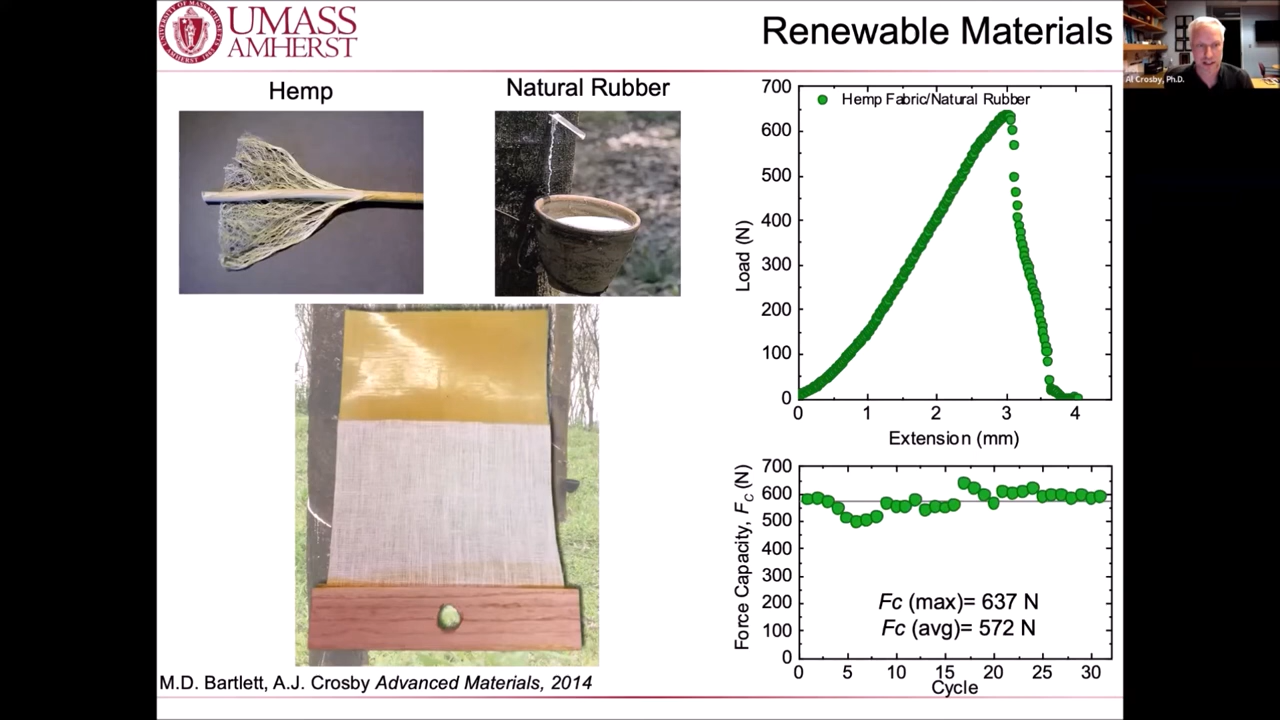 UMASS
AMHERST
Renewable Materials
Al Crosby, Ph.D.
Hemp
Natural Rubber
Hemp Fabric/Natural Rubber
Load (N)
700
600
500
400
300
200
100
0
0 1 2 3 4
Extension (mm)
Force Capacity, FC (N)
700
600
500
400
300
200
100
0
Fc (max)= 637 N
Fc (avg)= 572 N
0 5 10 15 20 25 30
Cycle
M.D. Bartlett, A.J. Crosby Advanced Materials, 2014